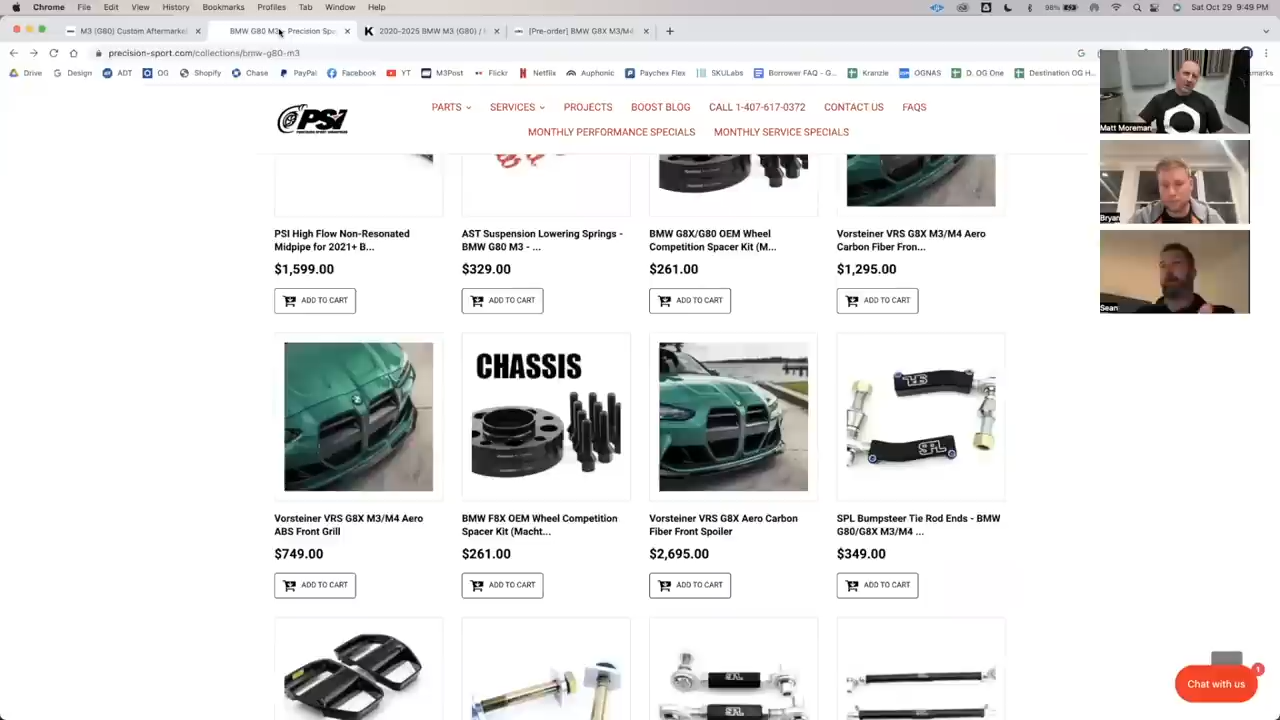 Chrome File Edit View History Bookmarks Profiles Tab Window Help
98% Sat Oct 29 9:49 PM
M3 (G80) Custom Aftermarket
BMW G80 M3 - Precision Spo
2020-2025 BMW M3 (G80) / 
[Pre-order] BMW G8X M3/M4
precision-sport.com/collections/bmw-g80-m3
Drive Design ADT OG Shopify Chase PayPal Facebook YT M3Post Flickr Netflix Auphonic Paychex Flex SKULabs Borrower FAQ - G... Kranzle OGNAS D. OG One Destination OG H...
PSI
PARTS SERVICES PROJECTS BOOST BLOG CALL 1-407-617-0372 CONTACT US FAQS
MONTHLY PERFORMANCE SPECIALS MONTHLY SERVICE SPECIALS
Matt Moreman
Bryan
Sean
PSI High Flow Non-Resonated
Midpipe for 2021+ B...
$1,599.00
ADD TO CART
AST Suspension Lowering Springs -
BMW G80 M3 - ...
$329.00
ADD TO CART
BMW G8X/G80 OEM Wheel
Competition Spacer Kit (M...
$261.00
ADD TO CART
Vorsteiner VRS G8X M3/M4 Aero
Carbon Fiber Fron...
$1,295.00
ADD TO CART
CHASSIS
SPL
Vorsteiner VRS G8X M3/M4 Aero
ABS Front Grill
$749.00
ADD TO CART
BMW F8X OEM Wheel Competition
Spacer Kit (Macht...
$261.00
ADD TO CART
Vorsteiner VRS G8X Aero Carbon
Fiber Front Spoiler
$2,695.00
ADD TO CART
SPL Bumpsteer Tie Rod Ends - BMW
G80/G8X M3/M4 ...
$349.00
ADD TO CART
SPL
SPL
1
Chat with us